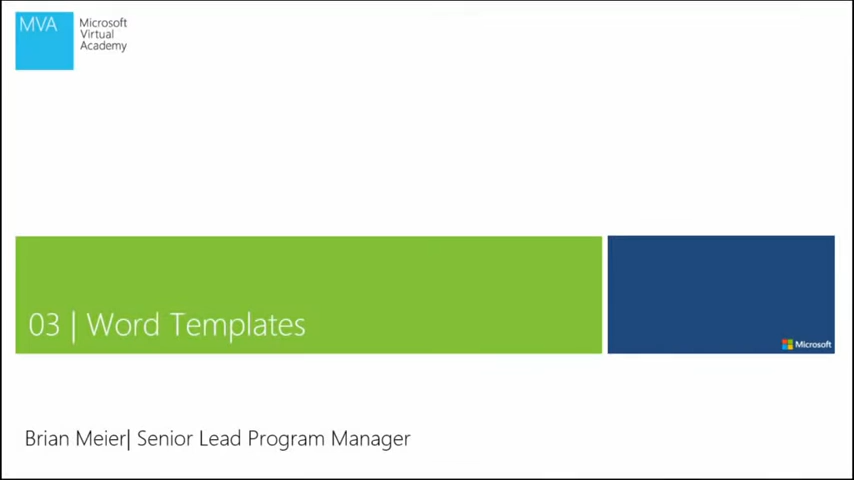 MVA
Microsoft
Virtual
Academy
03 | Word Templates
Microsoft
Brian Meier| Senior Lead Program Manager